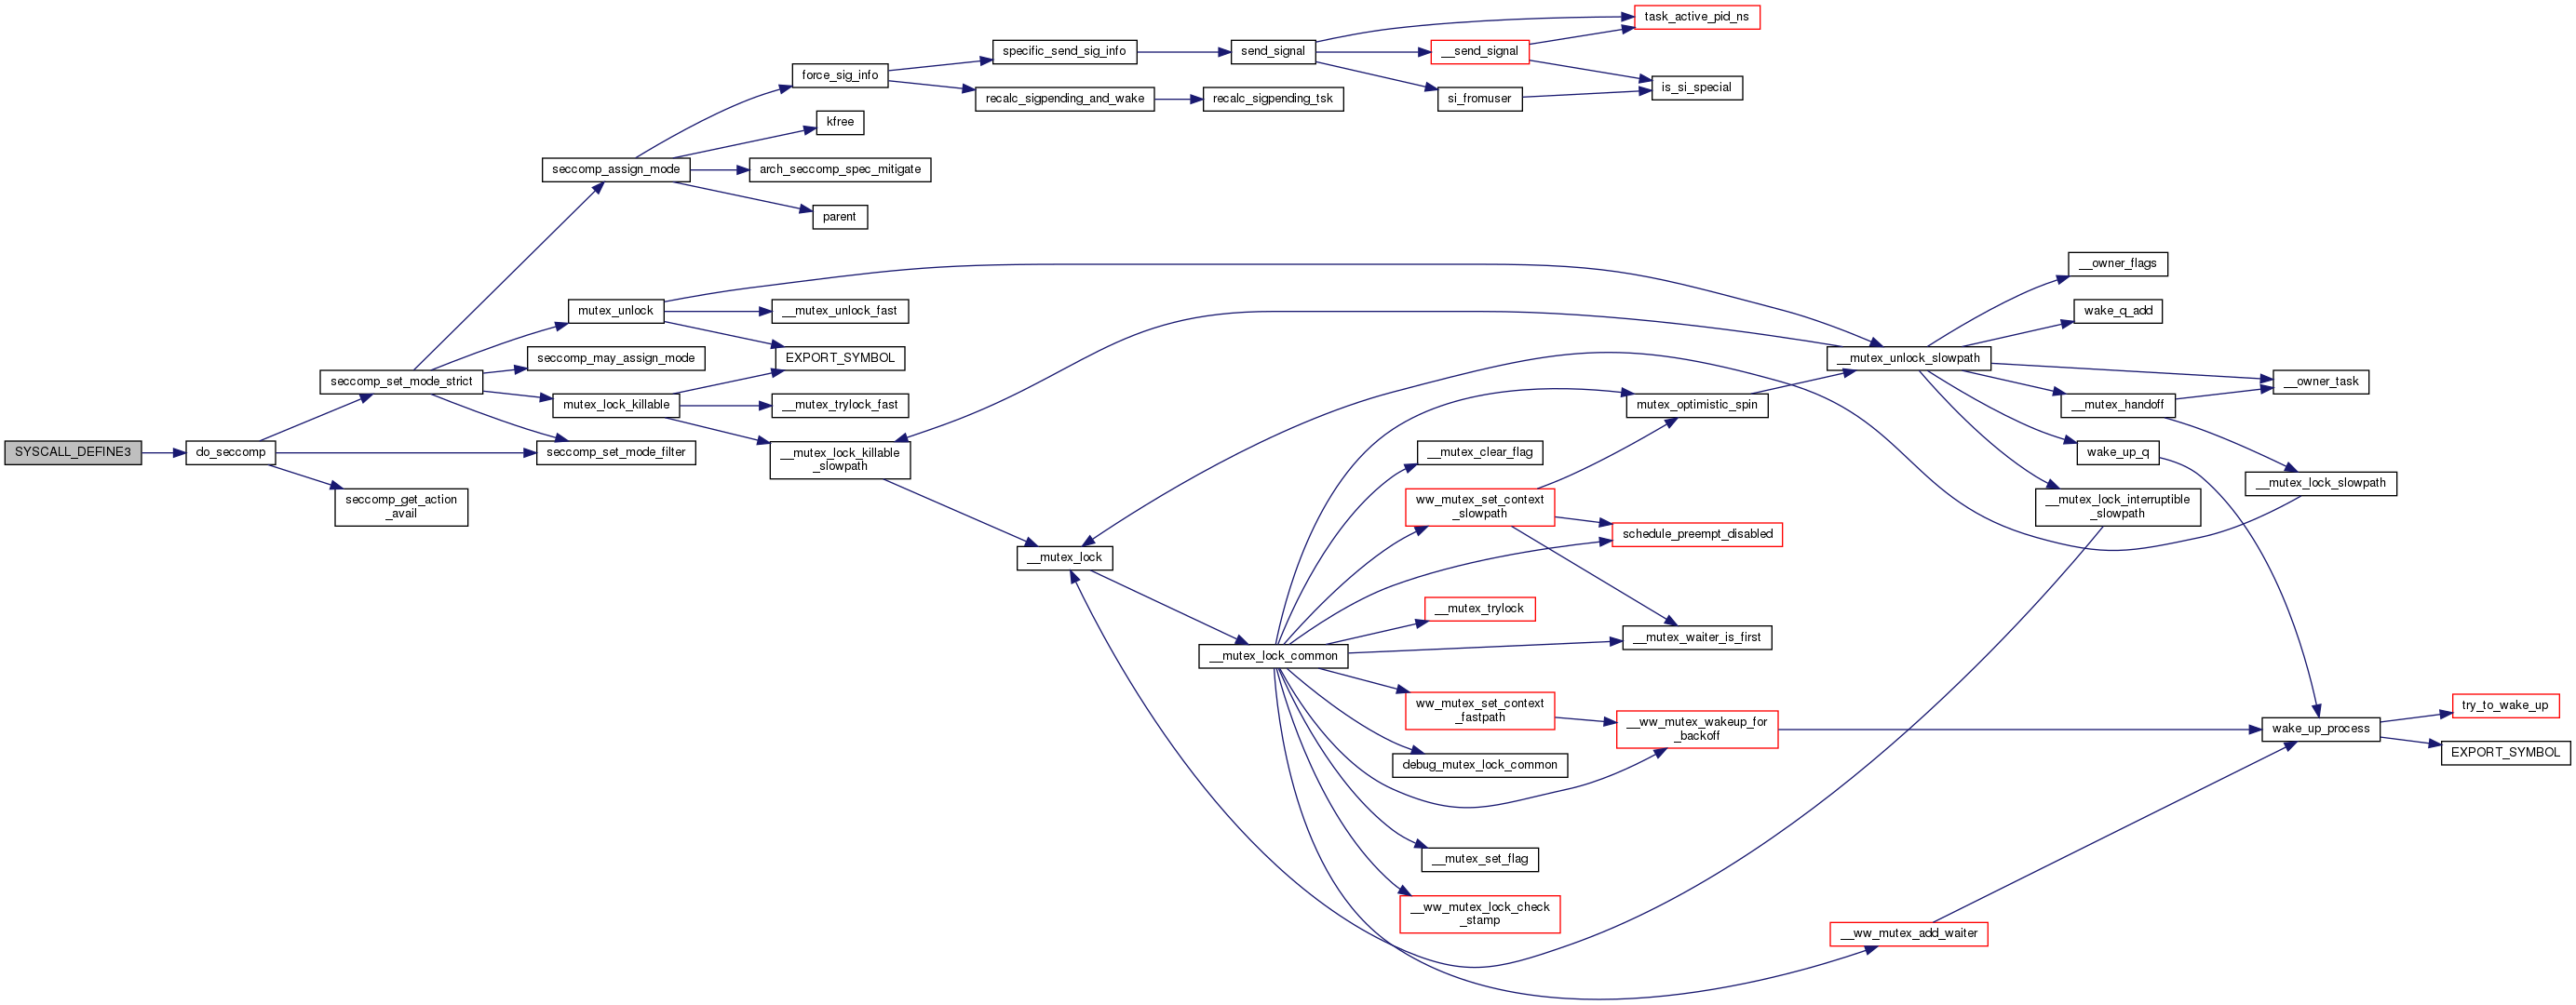 task_active_pid_ns
specific_send_sig_info
send_signal
__send_signal
force_sig_info
is_si_special
recalc_sigpending_and_wake
recalc_sigpending_tsk
si_fromuser
kfree
seccomp_assign_mode
arch_seccomp_spec_mitigate
parent
__owner_flags
mutex_unlock
__mutex_unlock_fast
wake_q_add
seccomp_may_assign_mode
EXPORT_SYMBOL
__mutex_unlock_slowpath
seccomp_set_mode_strict
__owner_task
mutex_lock_killable
__mutex_trylock_fast
mutex_optimistic_spin
__mutex_handoff
SYSCALL_DEFINE3
do_seccomp
seccomp_set_mode_filter
__mutex_lock_killable
_slowpath
__mutex_clear_flag
wake_up_q
__mutex_lock_slowpath
seccomp_get_action
_avail
ww_mutex_set_context
_slowpath
__mutex_lock_interruptible
_slowpath
schedule_preempt_disabled
__mutex_lock
__mutex_trylock
__mutex_waiter_is_first
__mutex_lock_common
ww_mutex_set_context
_fastpath
__ww_mutex_wakeup_for
_backoff
try_to_wake_up
wake_up_process
EXPORT_SYMBOL
debug_mutex_lock_common
__mutex_set_flag
__ww_mutex_lock_check
_stamp
__ww_mutex_add_waiter